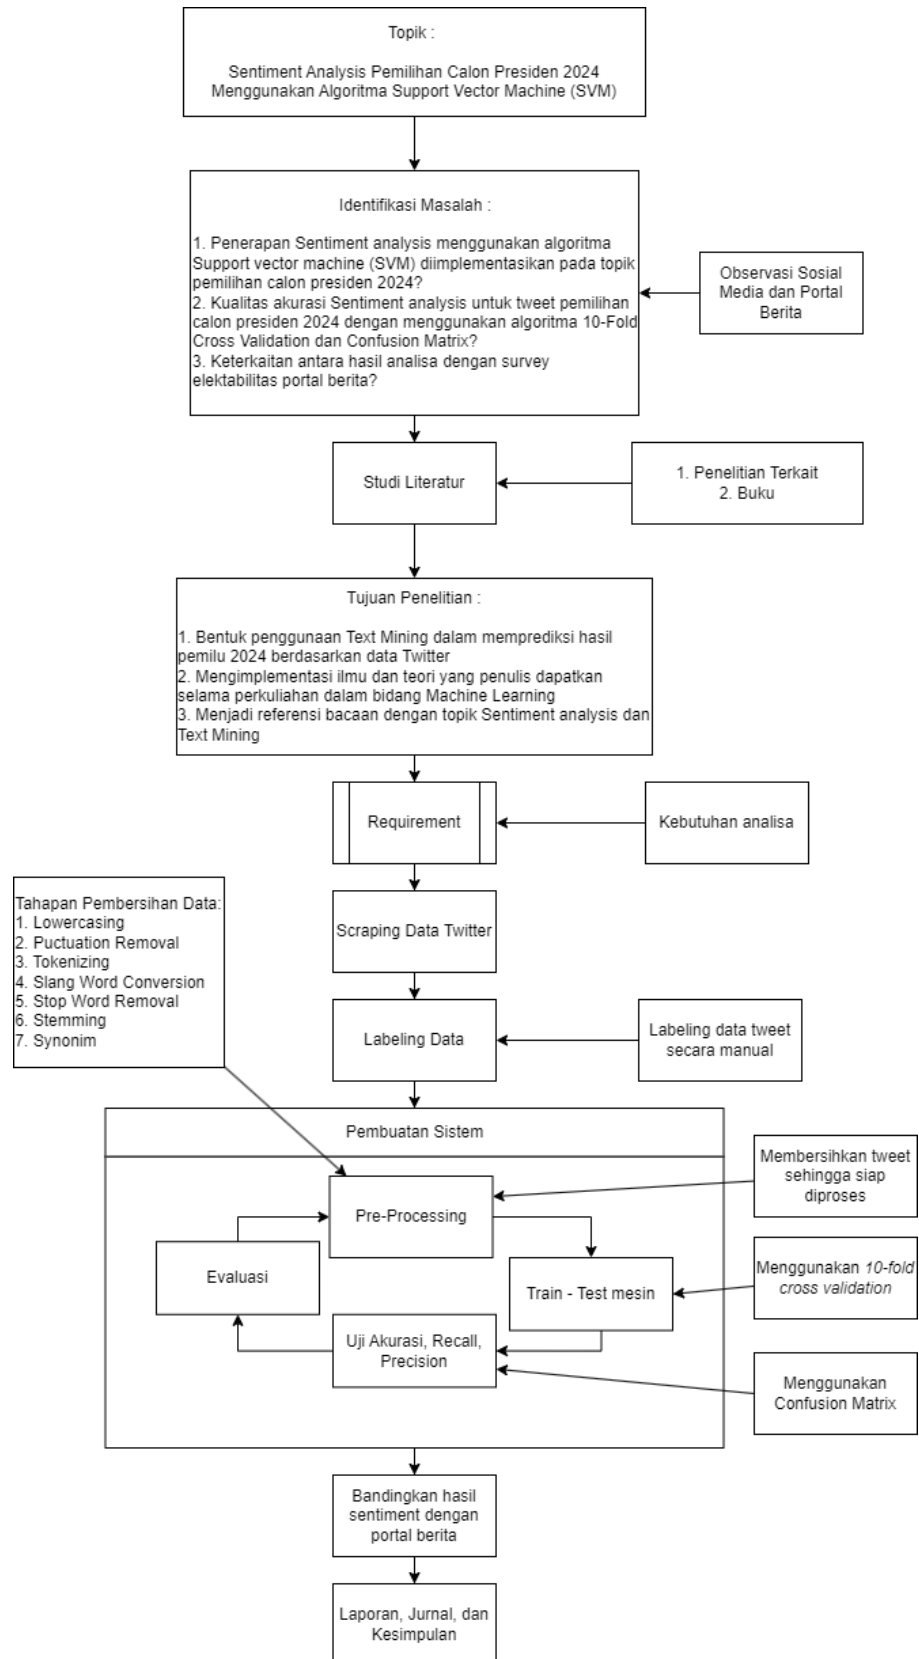 Topik :
Sentiment Analysis Pemilihan Calon Presiden 2024
Menggunakan Algoritma Support Vector Machine (SVM)
Identifikasi Masalah :
1. Penerapan Sentiment analysis menggunakan algoritma
Support vector machine (SVM) diimplementasikan pada topik
pemilihan calon presiden 2024?
2. Kualitas akurasi Sentiment analysis untuk tweet pemilihan
calon presiden 2024 dengan menggunakan algoritma 10-Fold
Cross Validation dan Confusion Matrix?
3. Keterkaitan antara hasil analisa dengan survey
elektabilitas portal berita?
Observasi Sosial
Media dan Portal
Berita
Studi Literatur
1. Penelitian Terkait
2. Buku
Tujuan Penelitian :
1. Bentuk penggunaan Text Mining dalam memprediksi hasil
pemilu 2024 berdasarkan data Twitter
2. Mengimplementasi ilmu dan teori yang penulis dapatkan
selama perkuliahan dalam bidang Machine Learning
3. Menjadi referensi bacaan dengan topik Sentiment analysis dan
Text Mining
Requirement
Kebutuhan analisa
Scraping Data Twitter
Tahapan Pembersihan Data:
1. Lowercasing
2. Puctuation Removal
3. Tokenizing
4. Slang Word Conversion
5. Stop Word Removal
6. Stemming
7. Synonim
Labeling Data
Labeling data tweet
secara manual
Pembuatan Sistem
Pre-Processing
Membersihkan tweet
sehingga siap
diproses
Evaluasi
Train - Test mesin
Menggunakan 10-fold
cross validation
Uji Akurasi, Recall,
Precision
Menggunakan
Confusion Matrix
Bandingkan hasil
sentiment dengan
portal berita
Laporan, Jurnal, dan
Kesimpulan